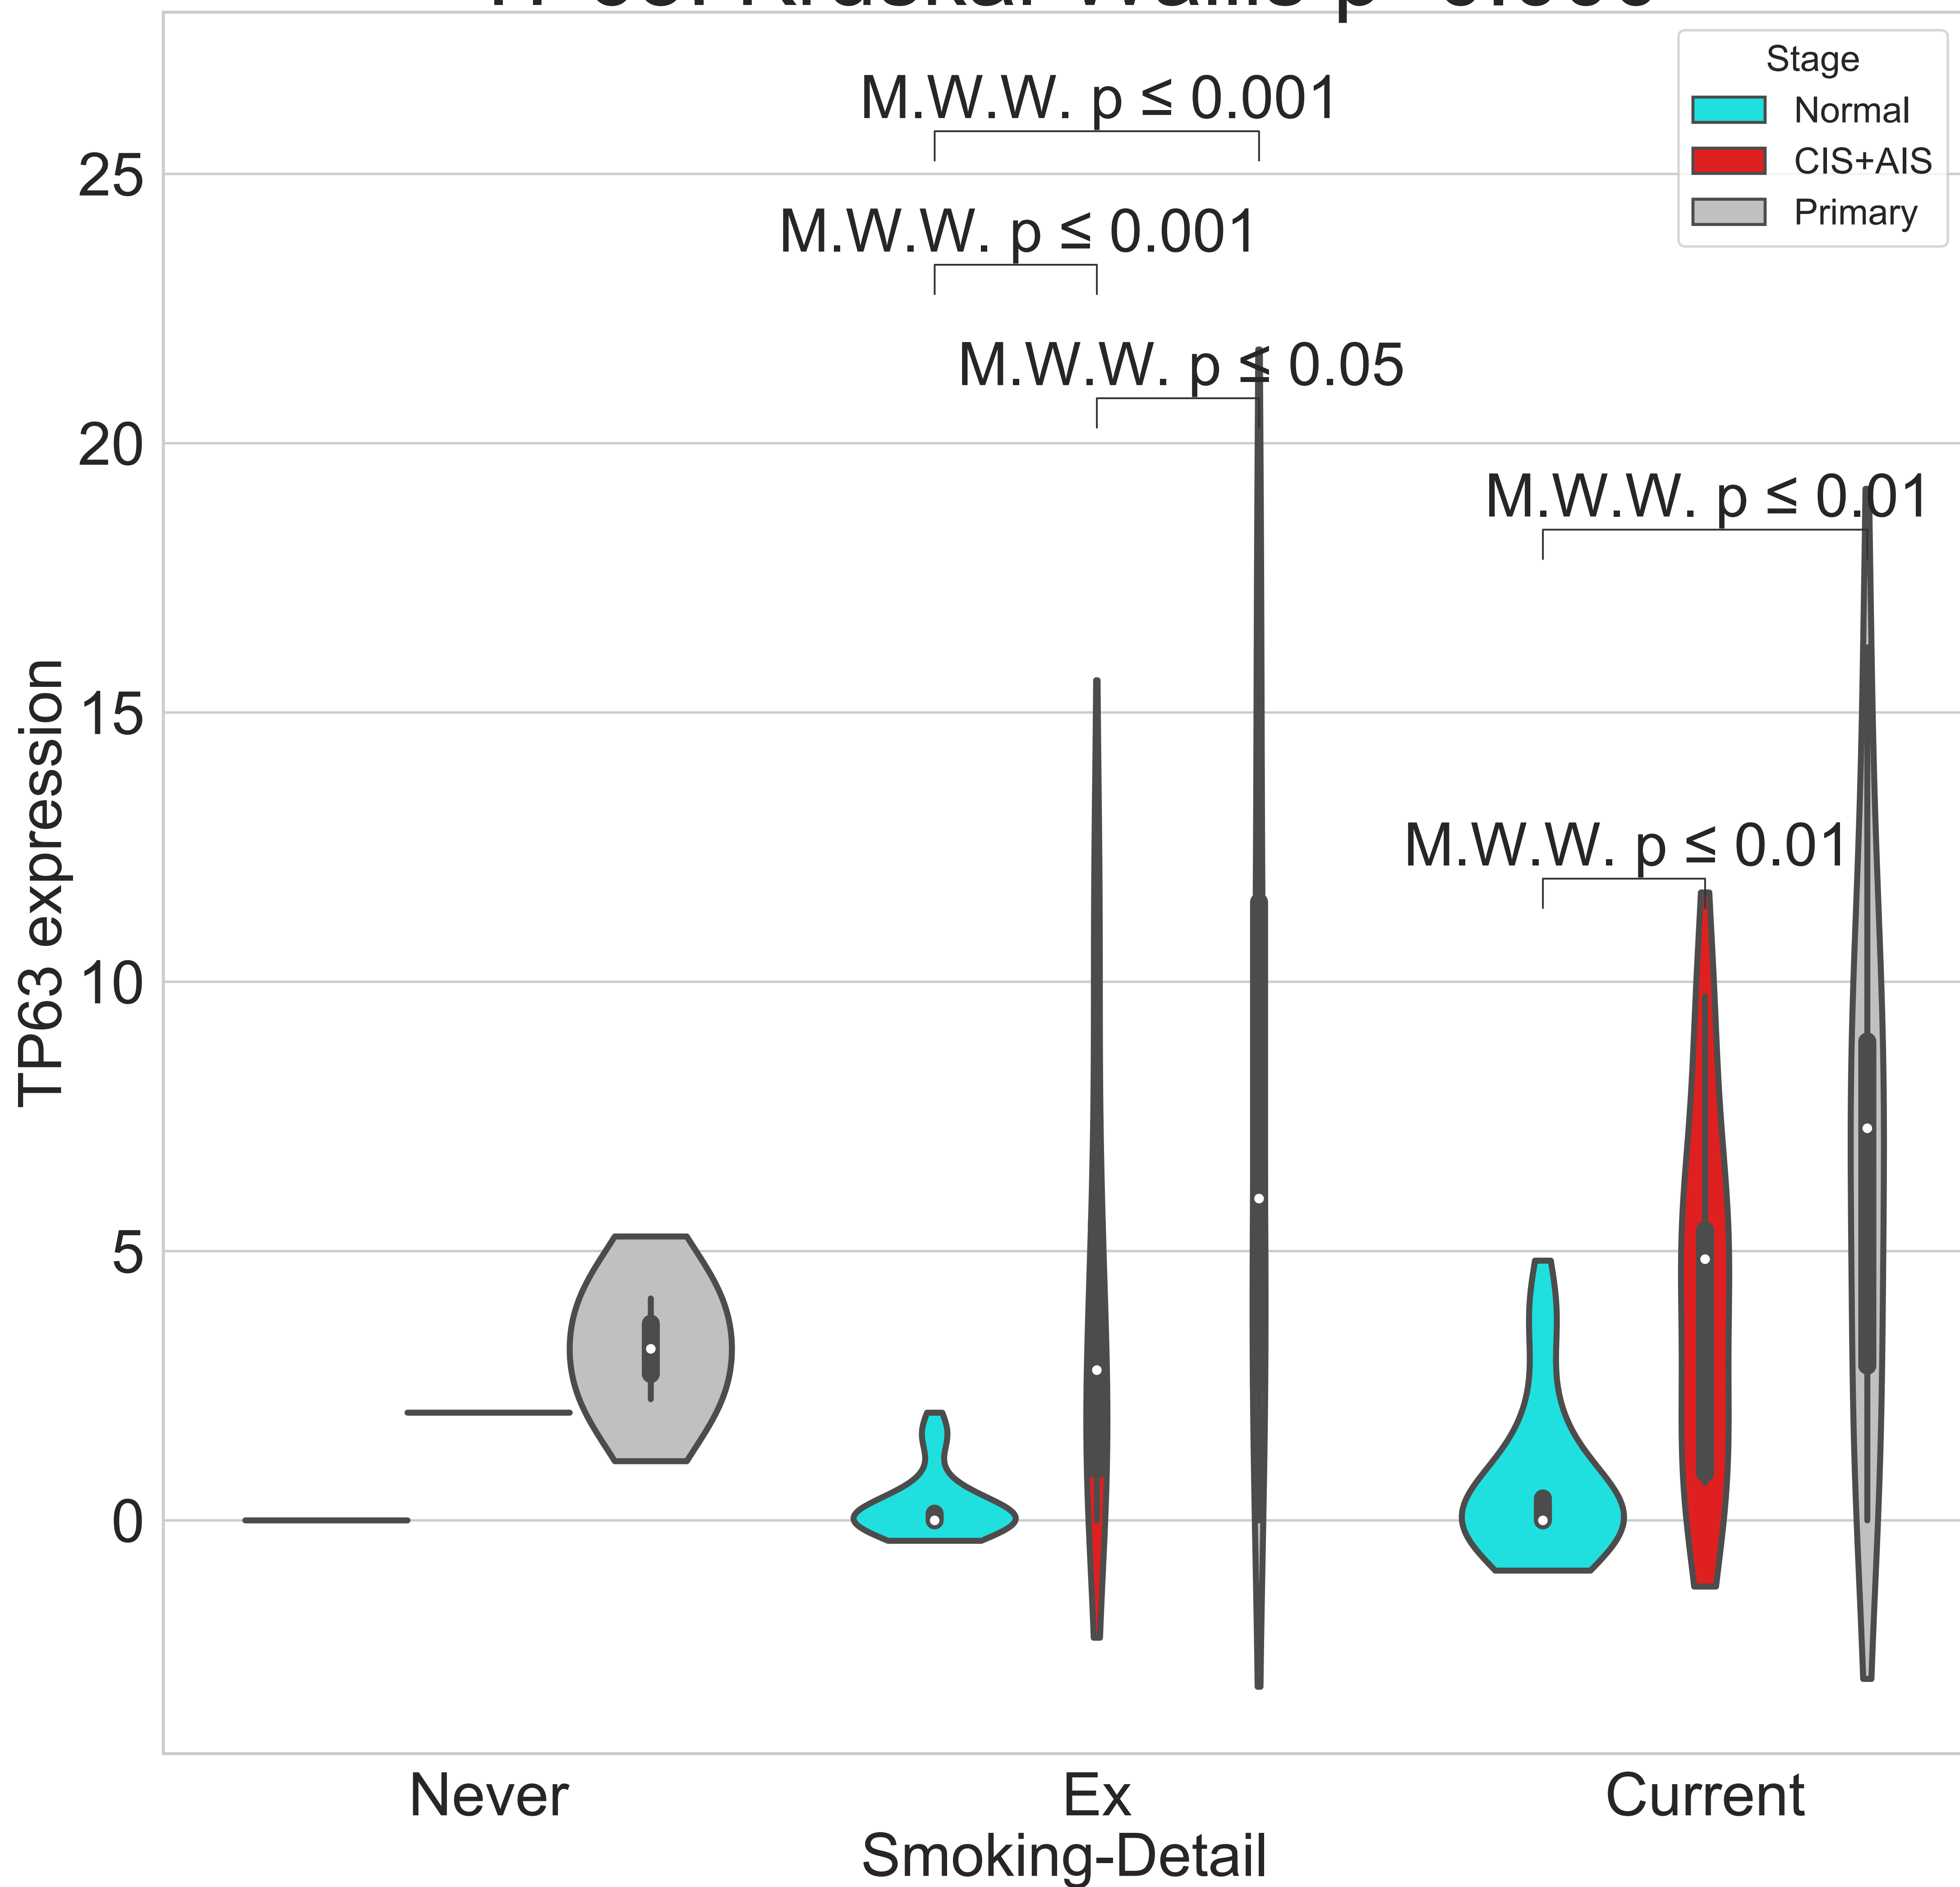 Stage
Normal
CIS+AIS
Primary
M.W.W. p ≤ 0.001
M.W.W. p ≤ 0.001
M.W.W. p ≤ 0.05
M.W.W. p ≤ 0.01
M.W.W. p ≤ 0.01
25
20
15
10
5
0
TP63 expression
Never
Ex
Current
Smoking-Detail